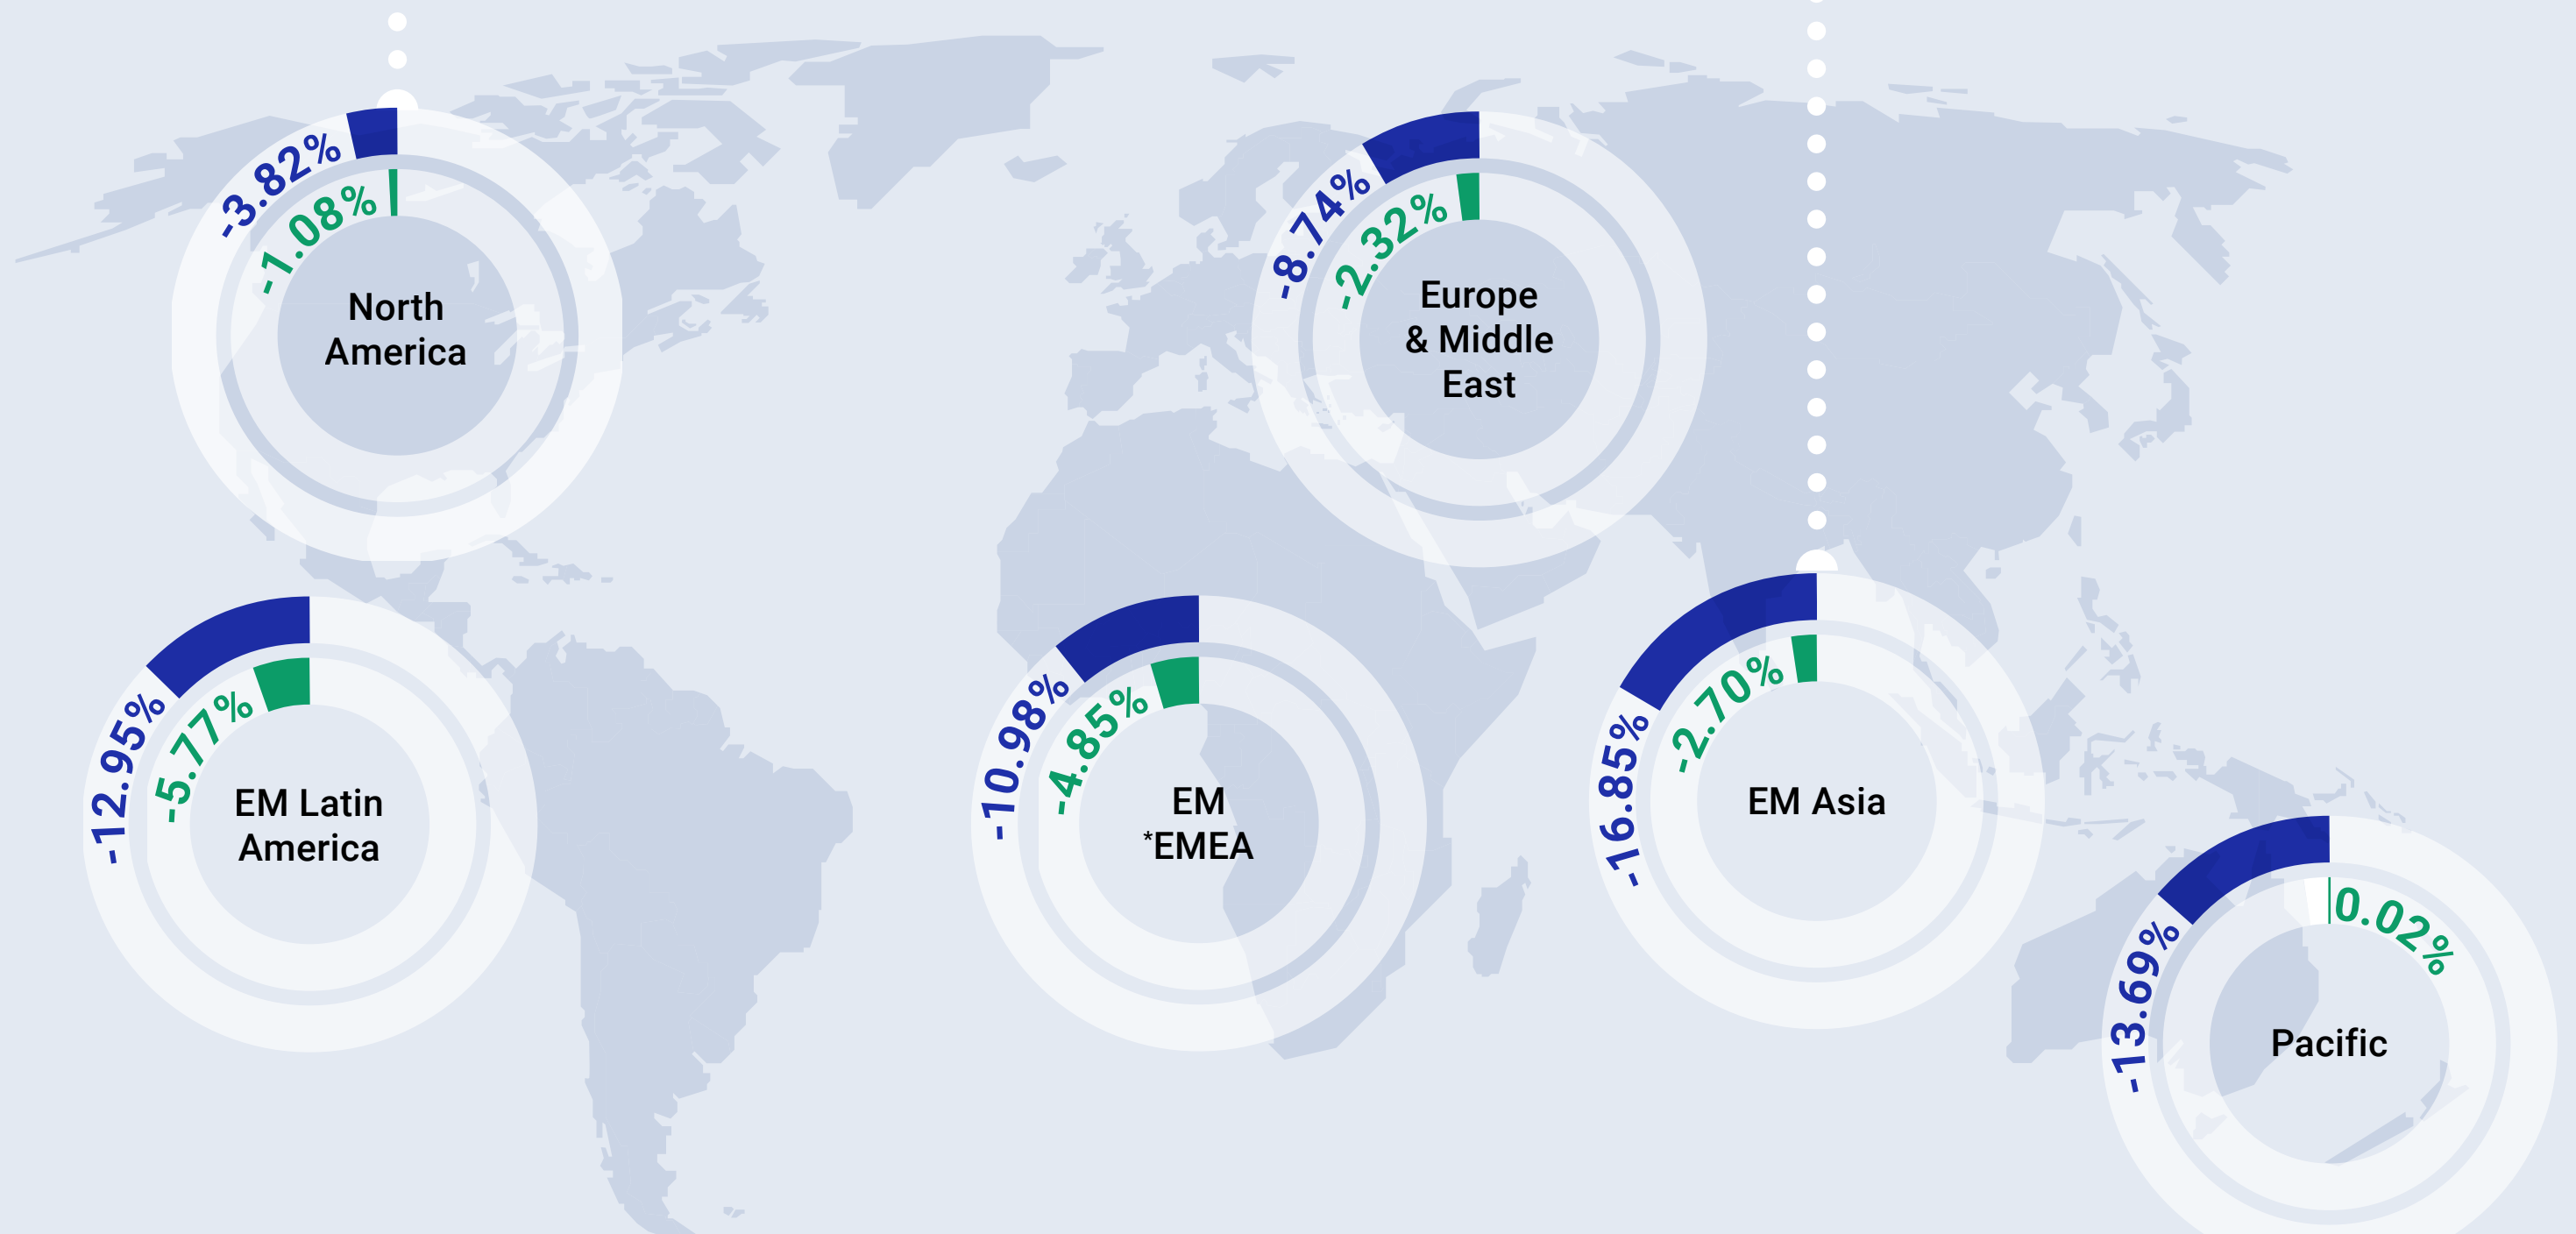 -3.82%
-1.08%
North
America
-8.74%
-2.32%
Europe
& Middle
East
-12.95%
-5.77%
EM Latin
America
-10.98%
-4.85%
EM
*EMEA
-16.85%
-2.70%
EM Asia
-13.69%
0.02%
Pacific